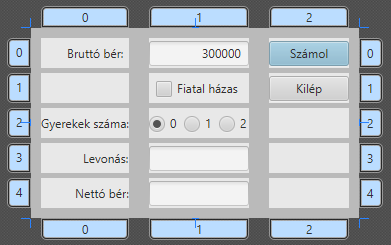 0 1 2
0 Bruttó bér: 300000 Számol 0
1 Fiatal házas Kilép 1
2 Gyerekek száma: 0 1 2 2
3 Levonás: 3
4 Nettó bér: 4
0 1 2